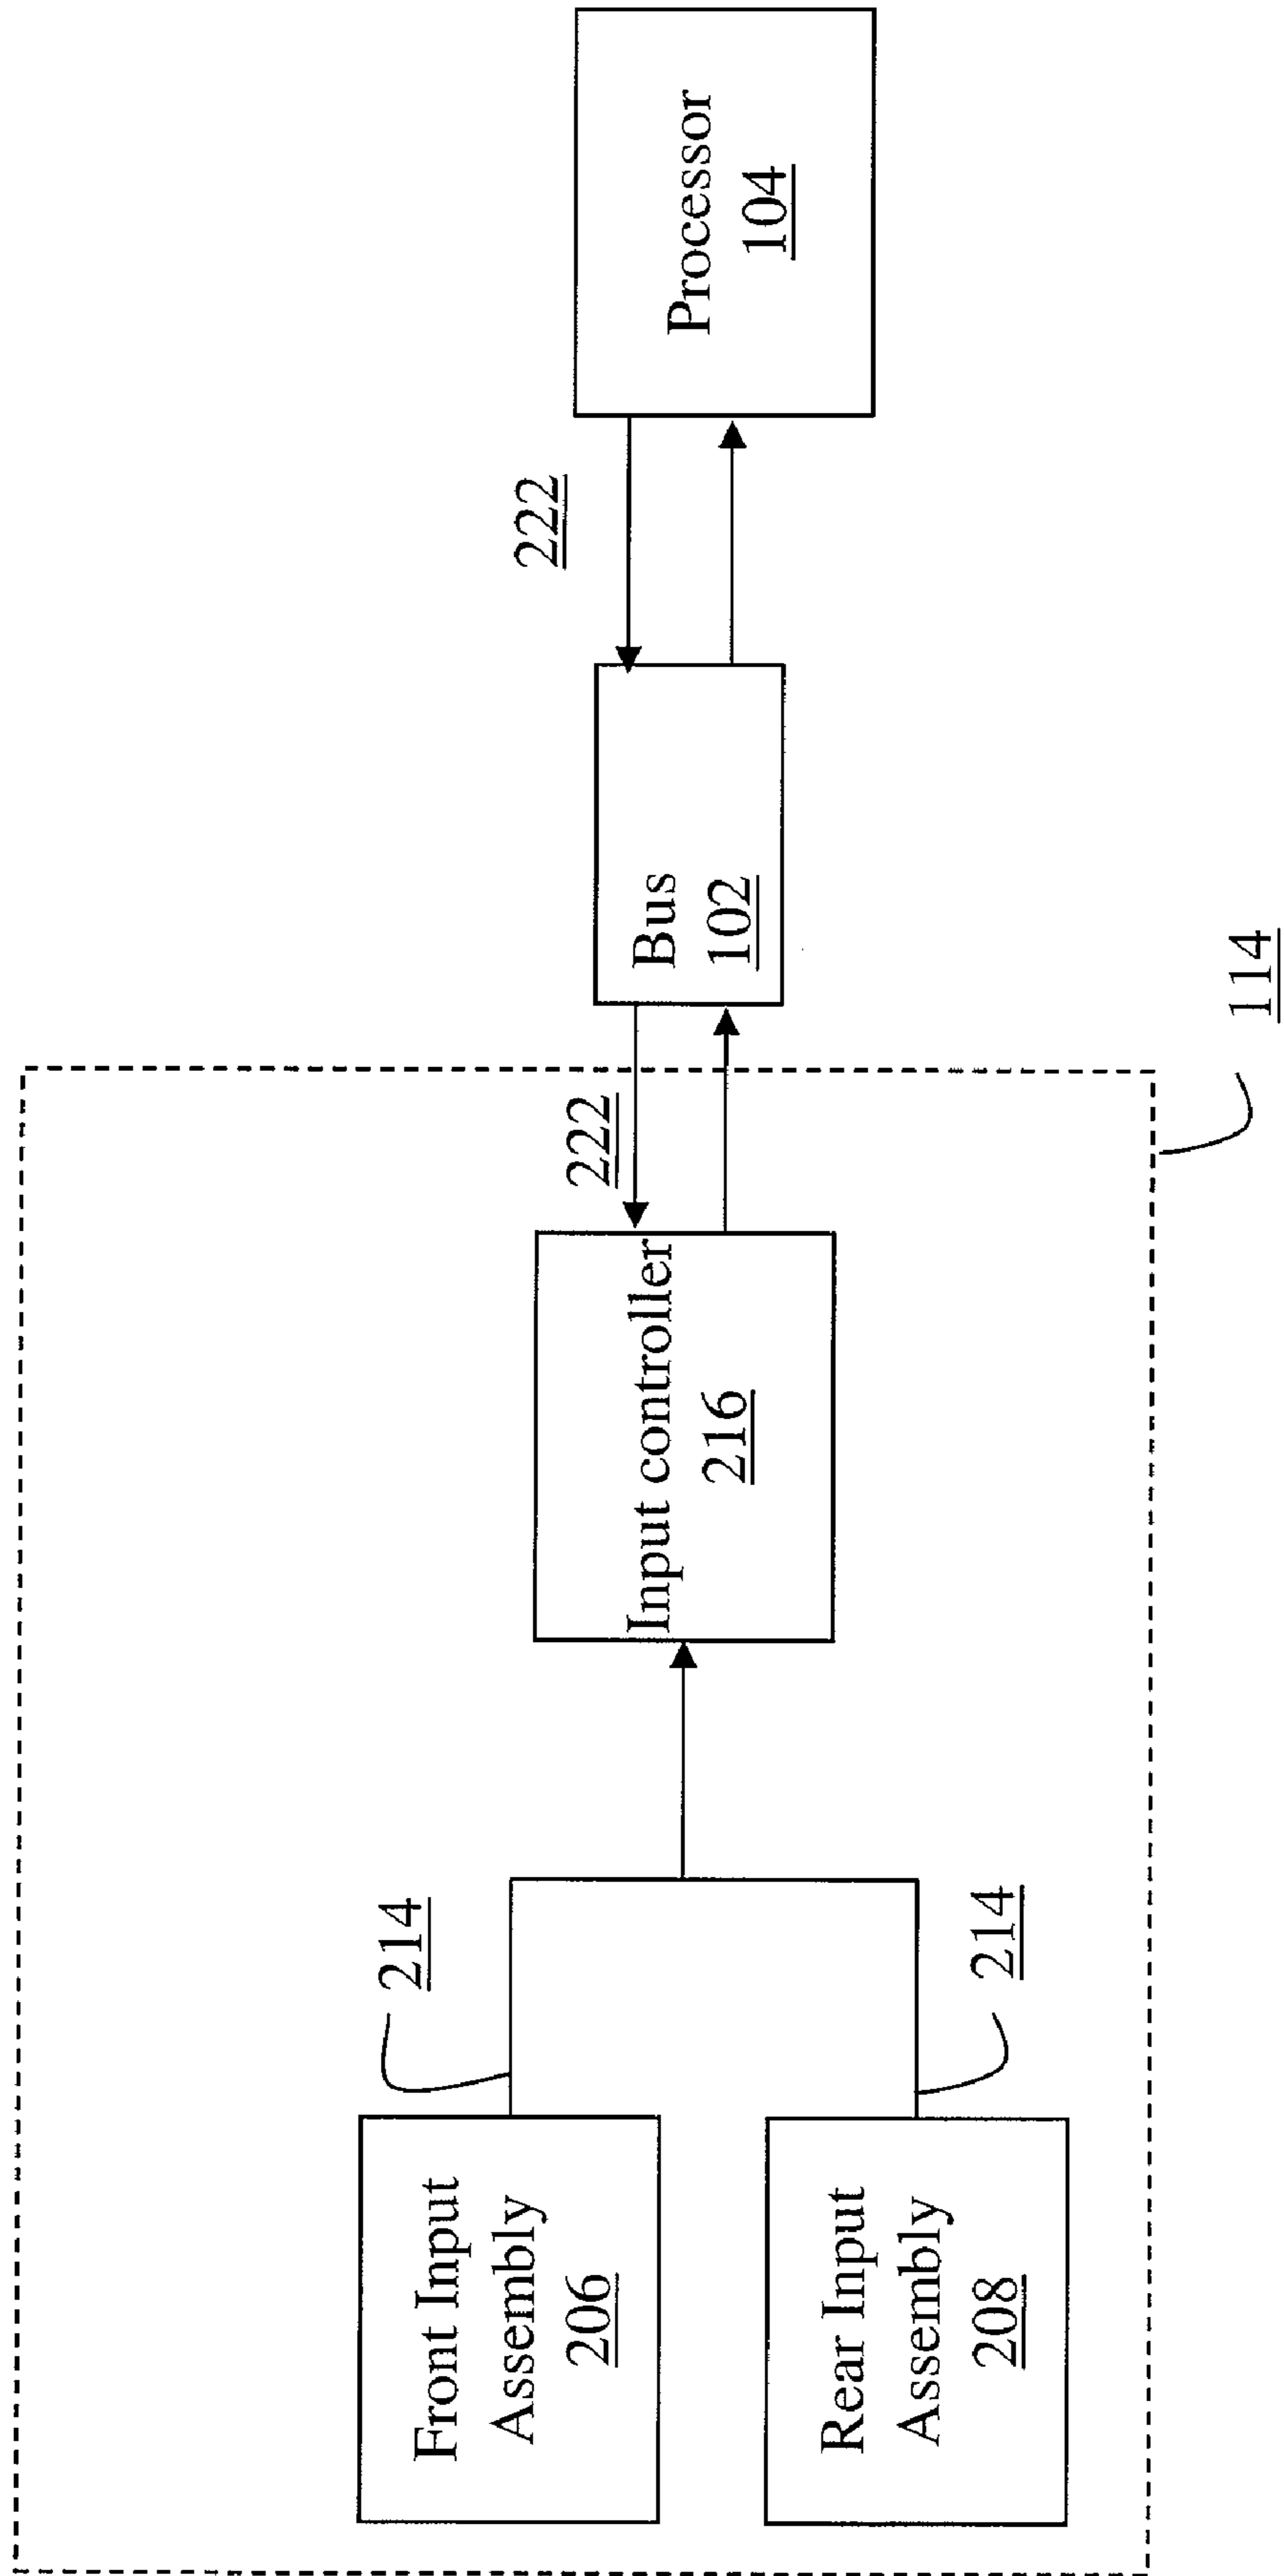 Front Input
Assembly
206
214
Rear Input
Assembly
208
214
Input controller
216
222
Bus
102
222
Processor
104
114